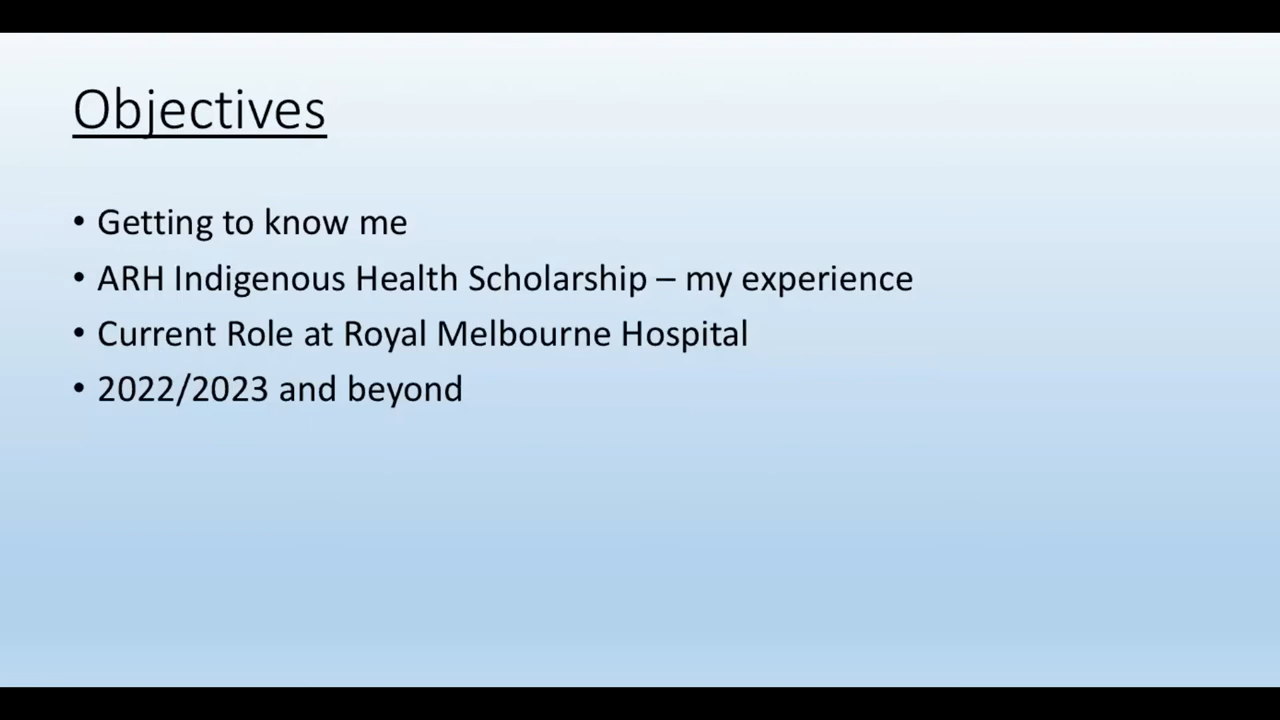 Objectives
• Getting to know me
• ARH Indigenous Health Scholarship – my experience
• Current Role at Royal Melbourne Hospital
• 2022/2023 and beyond